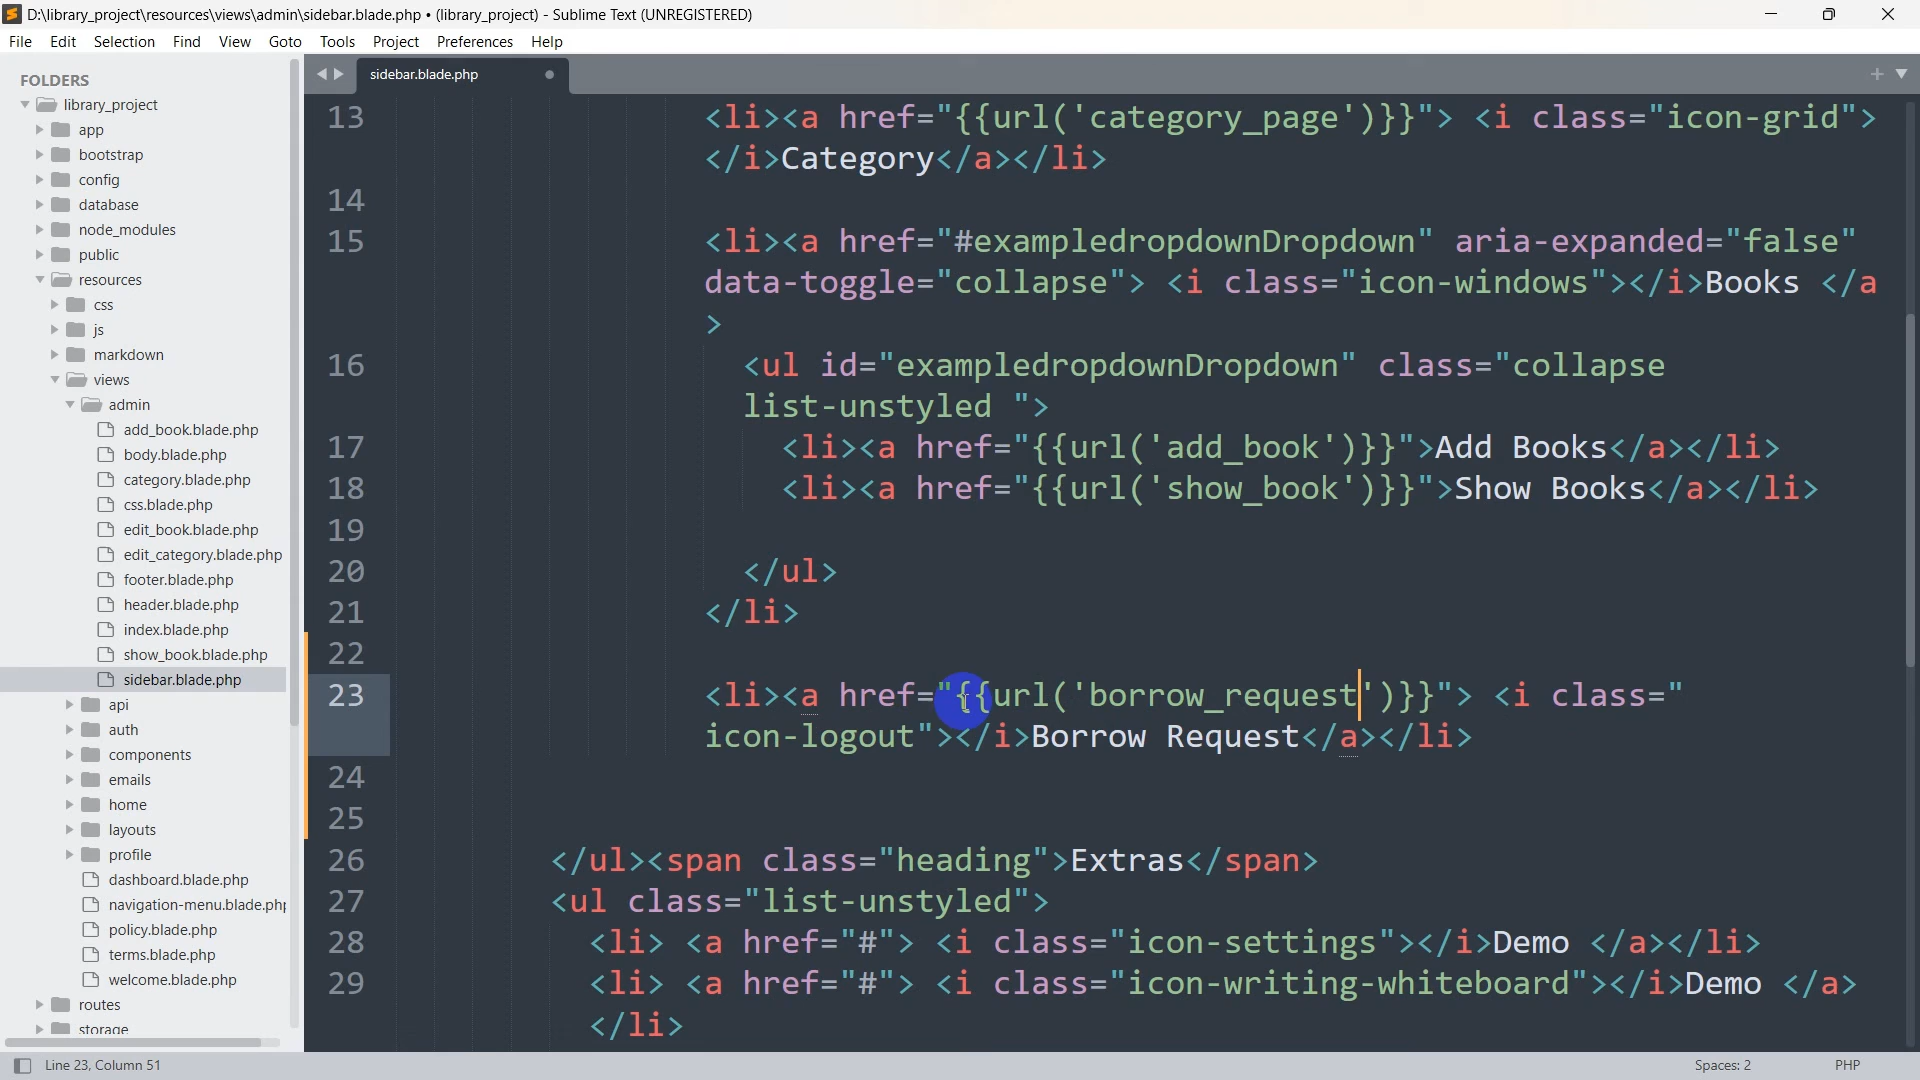 D:\library_project\resources\views\admin\sidebar.blade.php • (library_project) - Sublime Text (UNREGISTERED)
File Edit Selection Find View Goto Tools Project Preferences Help
FOLDERS
library_project
app
bootstrap
config
database
node_modules
public
resources
css
js
markdown
views
admin
add_book.blade.php
body.blade.php
category.blade.php
css.blade.php
edit_book.blade.php
edit_category.blade.php
footer.blade.php
header.blade.php
index.blade.php
show_book.blade.php
sidebar.blade.php
api
auth
components
emails
home
layouts
profile
dashboard.blade.php
navigation-menu.blade.php
policy.blade.php
terms.blade.php
welcome.blade.php
routes
storage
sidebar.blade.php
13 <li><a href="{{url('category_page')}}"> <i class="icon-grid">
</i>Category</a></li>
14
15 <li><a href="#exampledropdownDropdown" aria-expanded="false"
data-toggle="collapse"> <i class="icon-windows"></i>Books </a
>
16 <ul id="exampledropdownDropdown" class="collapse
list-unstyled ">
17 <li><a href="{{url('add_book')}}">Add Books</a></li>
18 <li><a href="{{url('show_book')}}">Show Books</a></li>
19
20 </ul>
21 </li>
22
23 <li><a href="{{url('borrow_request')}}"> <i class="
icon-logout"></i>Borrow Request</a></li>
24
25
26 </ul><span class="heading">Extras</span>
27 <ul class="list-unstyled">
28 <li> <a href="#"> <i class="icon-settings"></i>Demo </a></li>
29 <li> <a href="#"> <i class="icon-writing-whiteboard"></i>Demo </a>
</li>
Line 23, Column 51
Spaces: 2
PHP